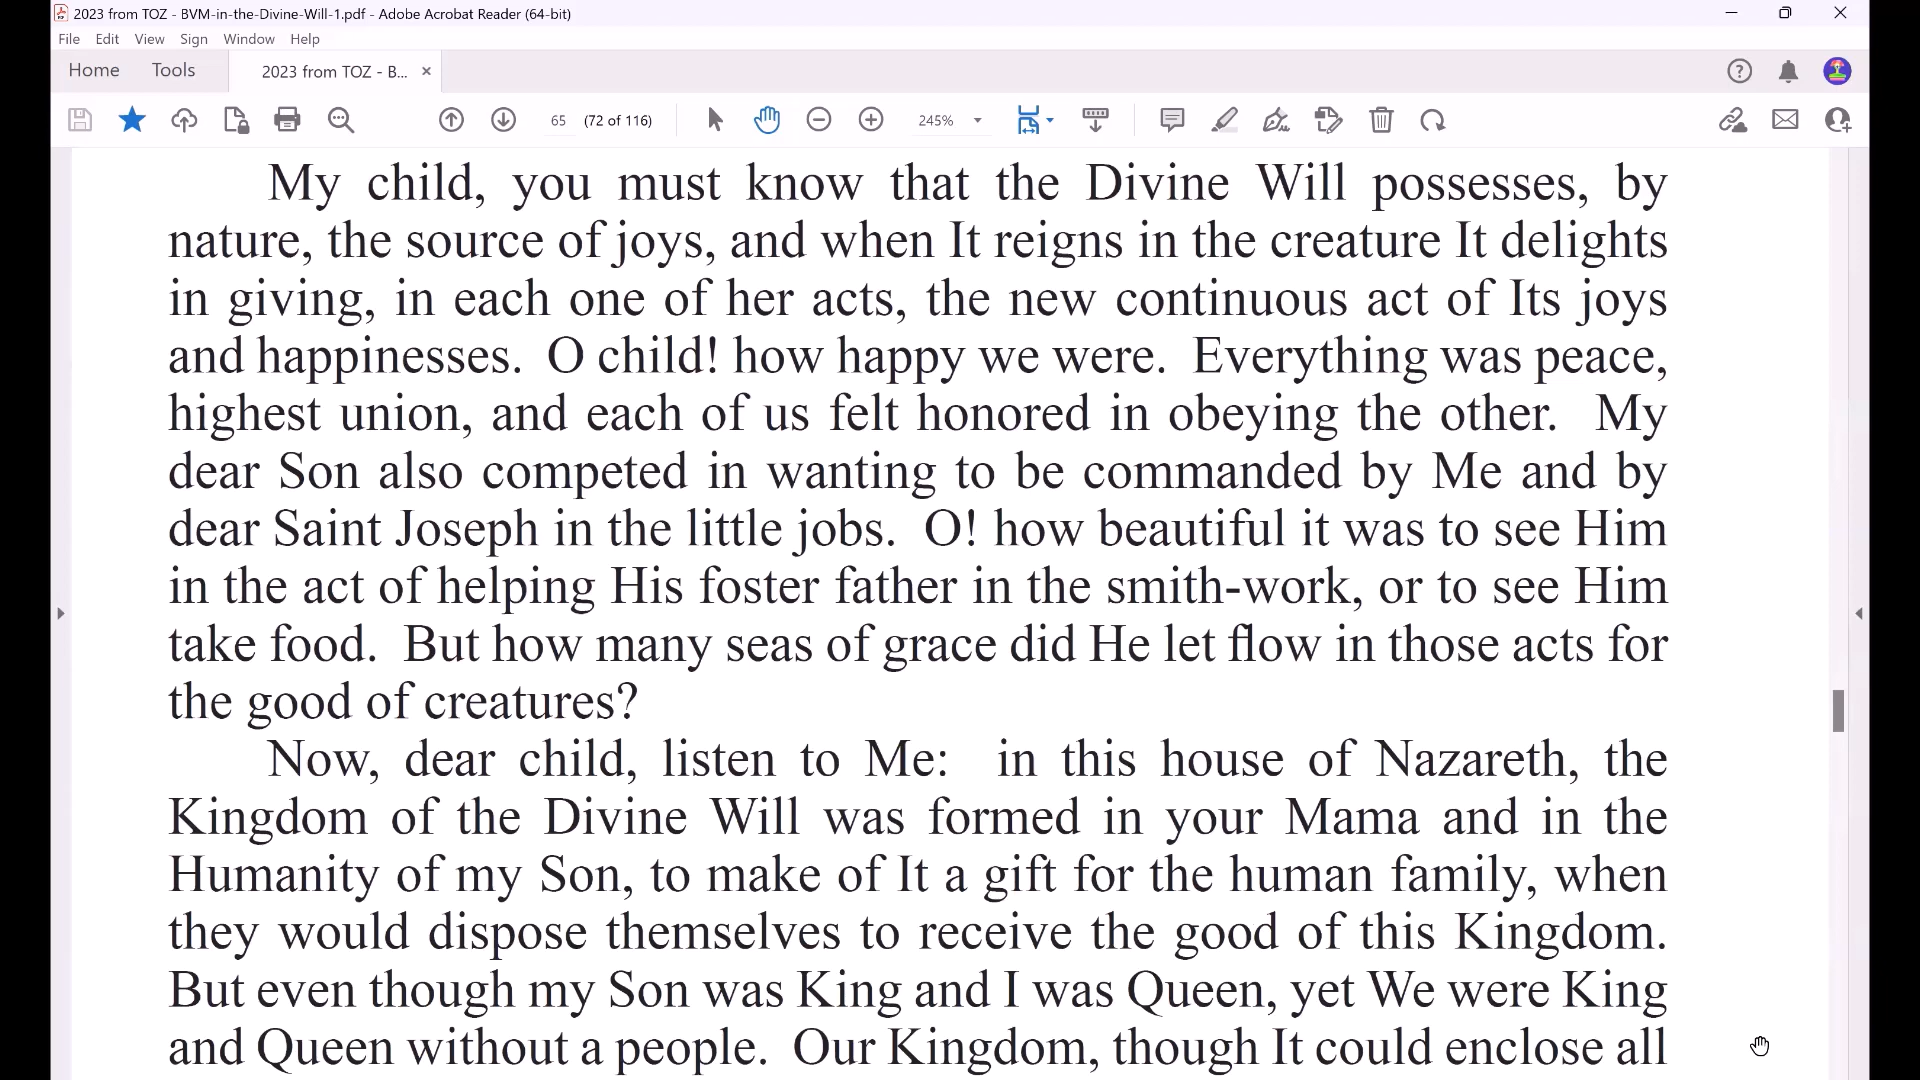 2023 from TOZ - BVM-in-the-Divine-Will-1.pdf - Adobe Acrobat Reader (64-bit)
File Edit View Sign Window Help
Home Tools 2023 from TOZ - B... ×
65 (72 of 116) 245%
My child, you must know that the Divine Will possesses, by
nature, the source of joys, and when It reigns in the creature It delights
in giving, in each one of her acts, the new continuous act of Its joys
and happinesses. O child! how happy we were. Everything was peace,
highest union, and each of us felt honored in obeying the other. My
dear Son also competed in wanting to be commanded by Me and by
dear Saint Joseph in the little jobs. O! how beautiful it was to see Him
in the act of helping His foster father in the smith-work, or to see Him
take food. But how many seas of grace did He let flow in those acts for
the good of creatures?
Now, dear child, listen to Me: in this house of Nazareth, the
Kingdom of the Divine Will was formed in your Mama and in the
Humanity of my Son, to make of It a gift for the human family, when
they would dispose themselves to receive the good of this Kingdom.
But even though my Son was King and I was Queen, yet We were King
and Queen without a people. Our Kingdom, though It could enclose all